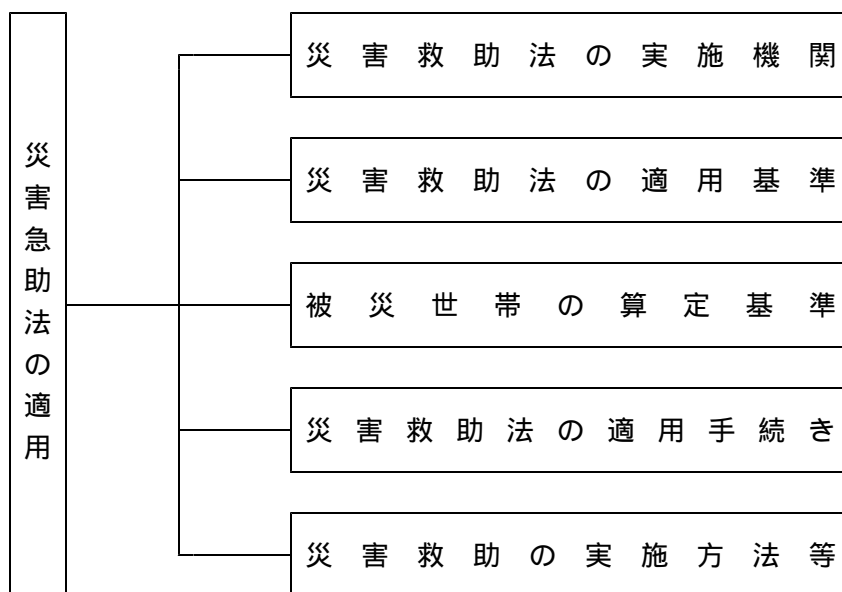 災害急助法の適用
災害救助法の実施機関
災害救助法の適用基準
被災世帯の算定基準
災害救助法の適用手続き
災害救助の実施方法等